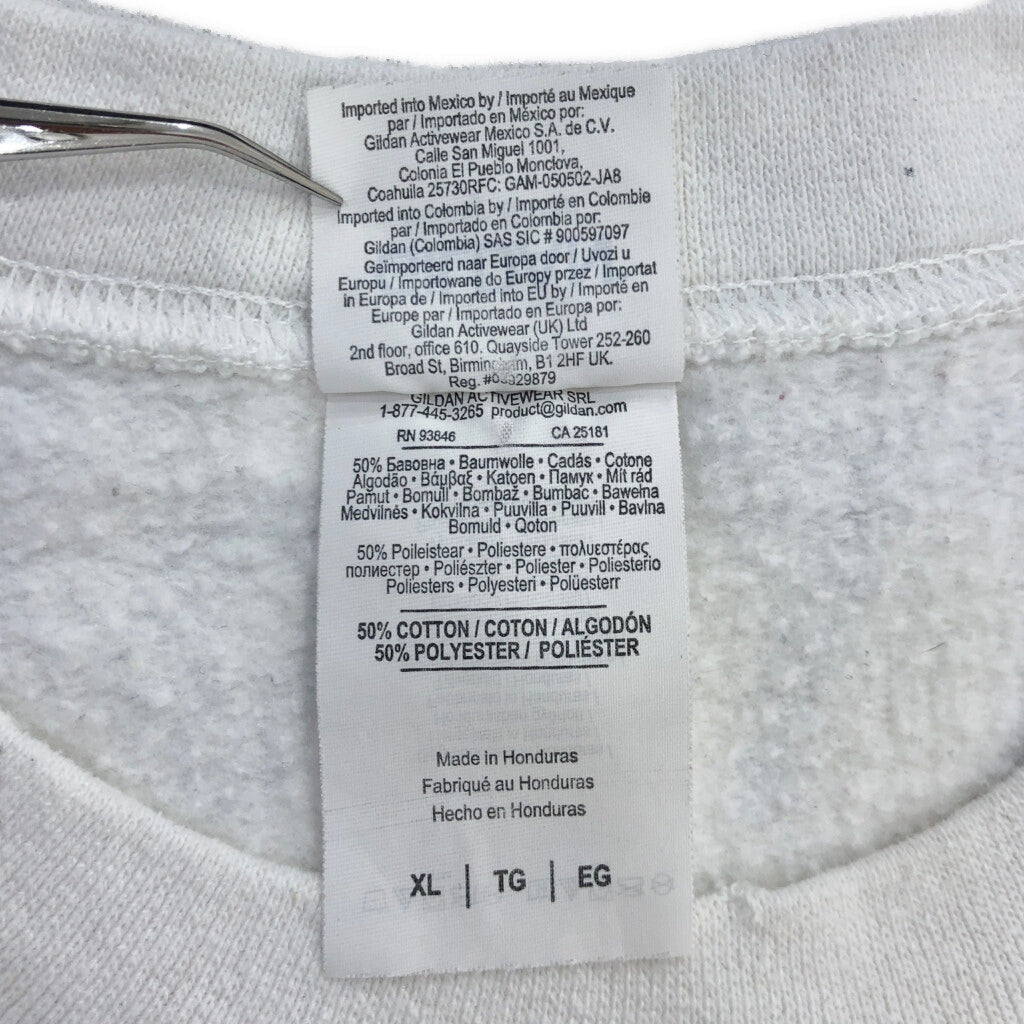 Imported into Mexico by / Importé au Mexique
par / Importado en México por:
Gildan Activewear Mexico S.A. de C.V.
Calle San Miguel 1001,
Colonia El Pueblo Monclova,
Coahuila 25730RFC: GAM-050502-JA8
Imported into Colombia by / Importé en Colombie
par / Importado en Colombia por:
Gildan (Colombia) SAS SIC # 900597097
Geïmporteerd naar Europa door / Uvozi u
Europu / Importowane do Europy przez / Importat
in Europa de / Imported into EU by / Importé en
Europe par / Importado en Europa por:
Gildan Activewear (UK) Ltd
2nd floor, office 610. Quayside Tower 252-260
Broad St, Birmingham, B1 2HF UK.
Reg.
GILDAN ACTIVEWEAR SRL
1-877-445-3265 product@gildan.com
RN 93846 CA 25181
50% Бавовна • Baumwolle • Cadás • Cotone
Algodão • Βάμβαξ • Katoen • Памук • Mit rád
Pamut • Bomull • Bombaž • Bumbac • Bawełna
Medvilnės • Kokvilna • Puuvilla • Puuvill • Bavlna
Bomuld • Qoton
50% Poileistear • Poliestere • πολυεστέρας
полиестер • Poliészter • Poliester • Poliesterio
Poliesters • Polyesteri • Polüesterr
50% COTTON / COTON / ALGODÓN
50% POLYESTER / POLIÉSTER
Made in Honduras
Fabriqué au Honduras
Hecho en Honduras
XL | TG | EG